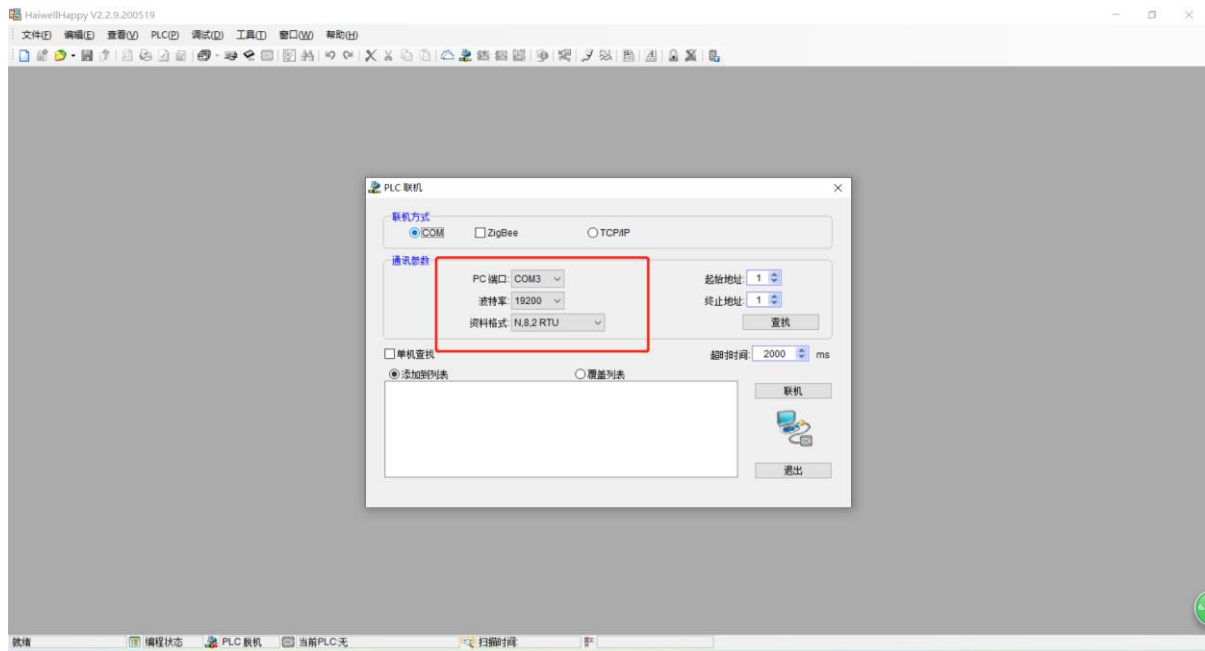 HaiwellHappy V2.2.9.200519
文件(F) 编辑(E) 查看(V) PLC(P) 调试(D) 工具(T) 窗口(W) 帮助(H)
PLC 联机
联机方式
COM ZigBee TCP/IP
通讯参数
PC 端口: COM3 起始地址: 1
波特率: 19200 终止地址: 1
资料格式: N,8,2 RTU 查找
单机查找 超时时间: 2000 ms
添加到列表 覆盖列表
联机
退出
就绪 编程状态 PLC 联机 当前PLC:无 扫描时间: